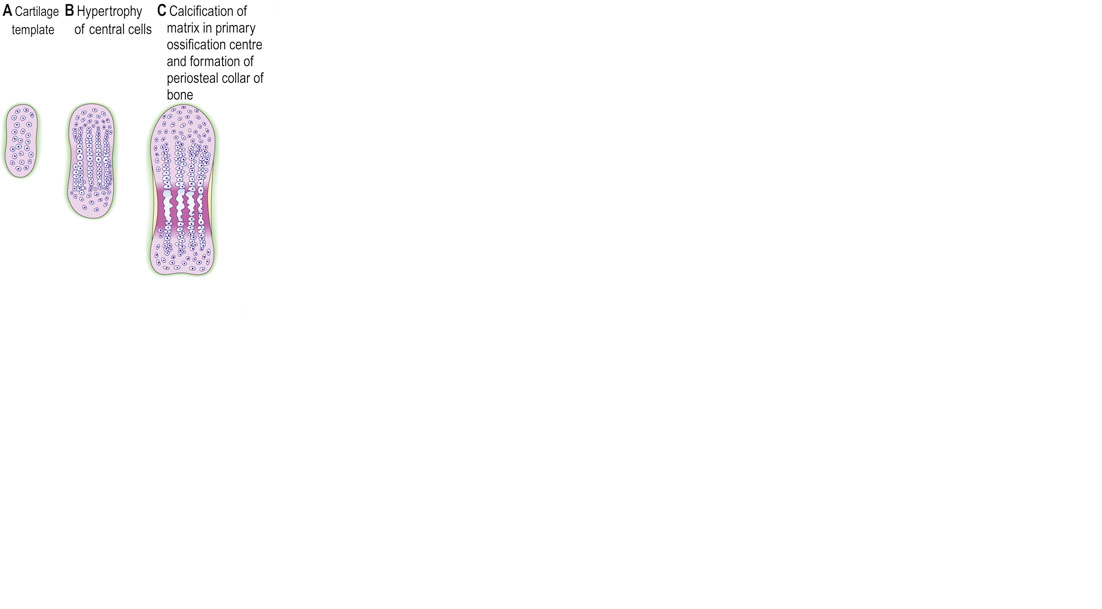 A Cartilage
template
B Hypertrophy
of central cells
C Calcification of
matrix in primary
ossification centre
and formation of
periosteal collar of
bone